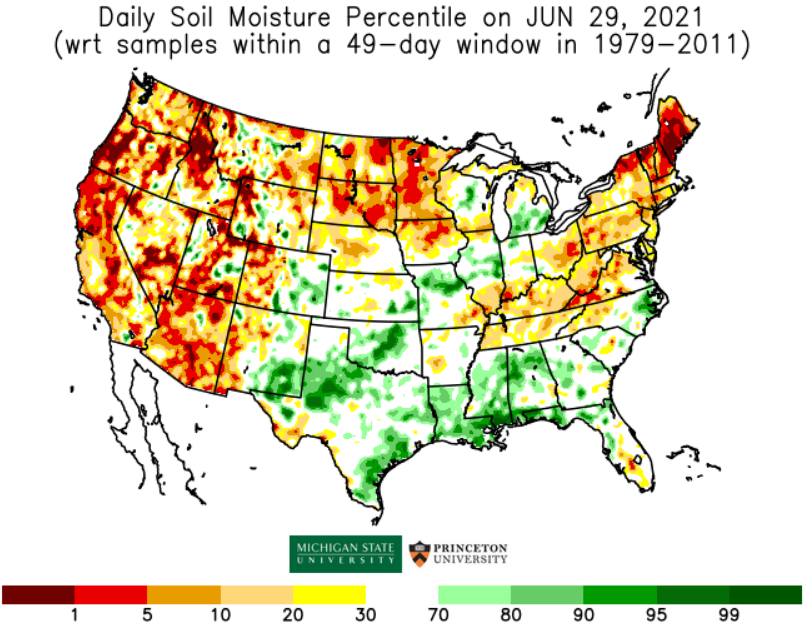 Daily Soil Moisture Percentile on JUN 29, 2021
(wrt samples within a 49-day window in 1979-2011)
MICHIGAN STATE
UNIVERSITY
PRINCETON
UNIVERSITY
1 5 10 20 30 70 80 90 95 99